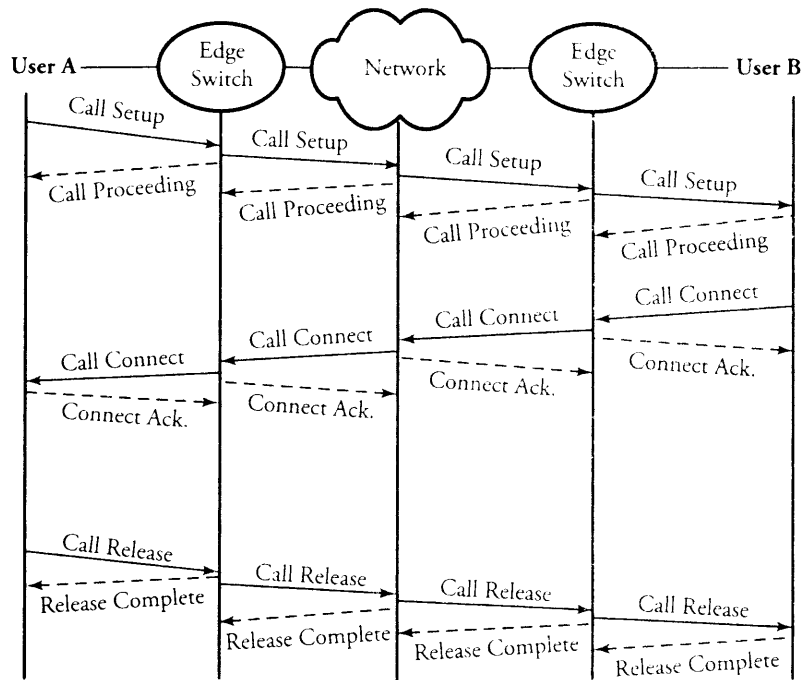 User A
Edge
Switch
Network
Edge
Switch
User B
Call Setup
Call Setup
Call Setup
Call Setup
Call Proceeding
Call Proceeding
Call Proceeding
Call Proceeding
Call Connect
Call Connect
Call Connect
Call Connect
Connect Ack.
Connect Ack.
Connect Ack.
Connect Ack.
Call Release
Call Release
Call Release
Call Release
Release Complete
Release Complete
Release Complete
Release Complete